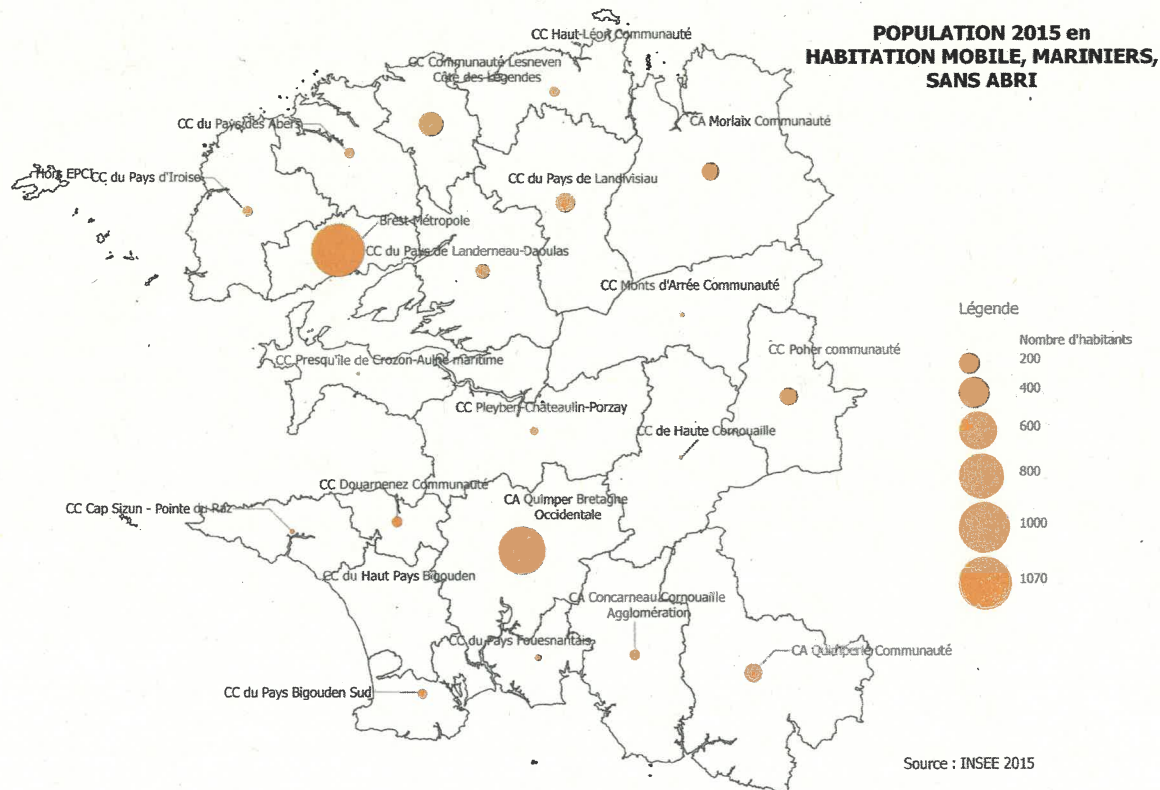 POPULATION 2015 en
HABITATION MOBILE, MARINIERS,
SANS ABRI
CC Haut-Léon Communauté
CC Communauté Lesneven
Côte des Légendes
CA Morlaix Communauté
CC du Pays des Abers
Hors EPCI
CC du Pays d'Iroise
CC du Pays de Landivisiau
Brest Métropole
CC du Pays de Landerneau-Daoulas
CC Monts d'Arrée Communauté
CC Presqu'île de Crozon-Aulne maritime
CC Poher communauté
CC Pleyben-Châteaulin-Porzay
CC de Haute Cornouaille
CC Douarnenez Communauté
CC Cap Sizun - Pointe du Raz
CA Quimper Bretagne
Occidentale
CC du Haut Pays Bigouden
CA Concarneau Cornouaille
Agglomération
CC du Pays Fouesnantais
CA Quimperlé Communauté
CC du Pays Bigouden Sud
Légende
Nombre d'habitants
200
400
600
800
1000
1070
Source : INSEE 2015